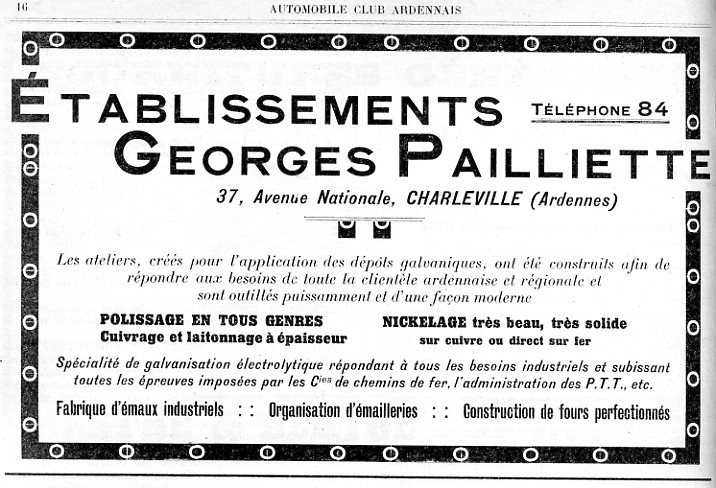 16
AUTOMOBILE CLUB ARDENNAIS
ÉTABLISSEMENTS
TÉLÉPHONE 84
GEORGES PAILLIETTE
37, Avenue Nationale, CHARLEVILLE (Ardennes)
Les ateliers, créés pour l'application des dépôts galvaniques, ont été construits afin de
répondre aux besoins de toute la clientèle ardennaise et régionale et
sont outillés puissamment et d'une façon moderne
POLISSAGE EN TOUS GENRES
Cuivrage et laitonnage à épaisseur
NICKELAGE très beau, très solide
sur cuivre ou direct sur fer
Spécialité de galvanisation électrolytique répondant à tous les besoins industriels et subissant
toutes les épreuves imposées par les Cies de chemins de fer, l'administration des P.T.T., etc.
Fabrique d'émaux industriels : : Organisation d'émailleries : : Construction de fours perfectionnés